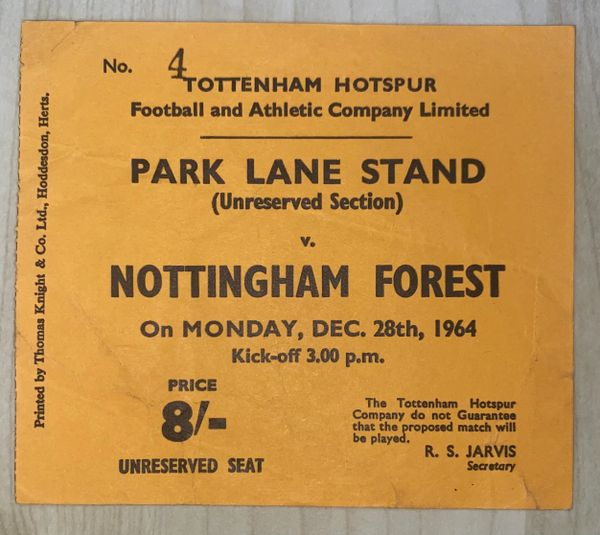 No. 4
TOTTENHAM HOTSPUR
Football and Athletic Company Limited
PARK LANE STAND
(Unreserved Section)
v.
NOTTINGHAM FOREST
On MONDAY, DEC. 28th, 1964
Kick-off 3.00 p.m.
PRICE
8/-
UNRESERVED SEAT
The Tottenham Hotspur
Company do not Guarantee
that the proposed match will
be played.
R. S. JARVIS
Secretary
Printed by Thomas Knight & Co. Ltd., Hoddesdon, Herts.